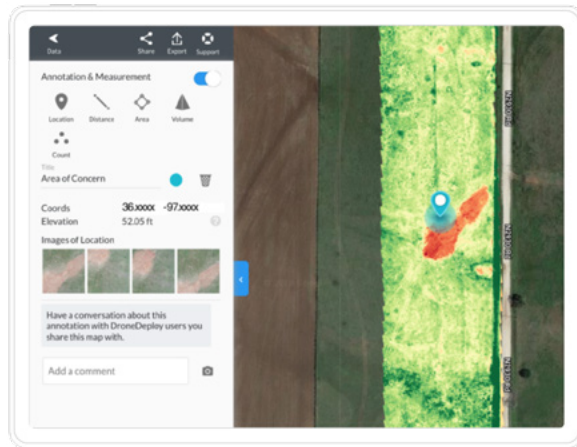 Data
Share
Export
Support
Annotation & Measurement
Location
Distance
Area
Volume
Count
Title
Area of Concern
Coords 36.xxxx -97.xxxx
Elevation 52.05 ft
Images of Location
Have a conversation about this
annotation with DroneDeploy users you
share this map with.
Add a comment